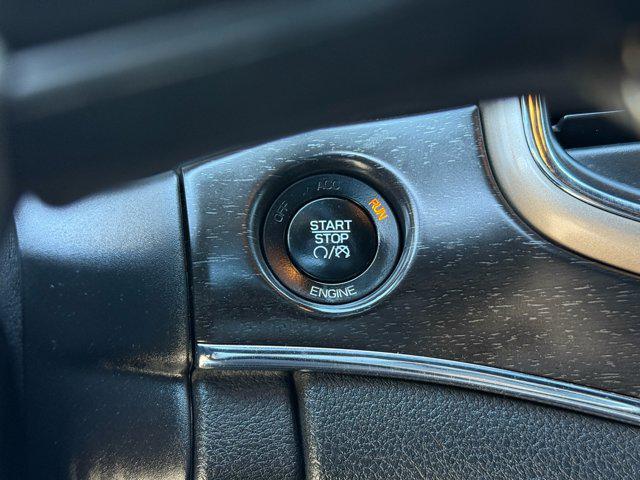 OFF ACC RUN
START
STOP
ENGINE